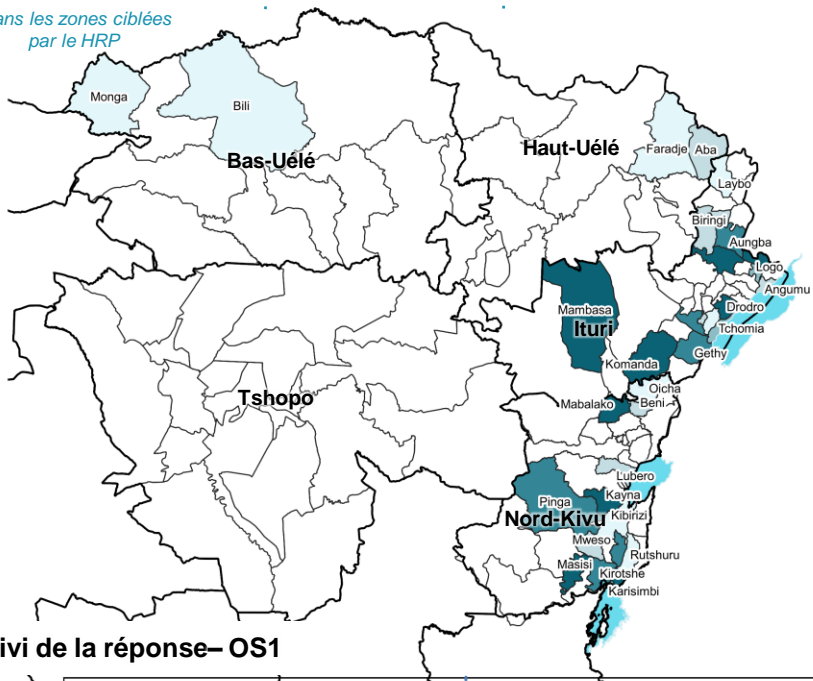 ans les zones ciblées
par le HRP
Monga
Bili
Bas-Uélé
Haut-Uélé
Faradje
Aba
Laybo
Biringi
Aungba
Logo
Angumu
Mambasa
Drodro
Ituri
Tchomia
Gethy
Komanda
Oicha
Mabalako
Beni
Tshopo
Lubero
Pinga
Kayna
Nord-Kivu
Kibirizi
Mweso
Rutshuru
Masisi
Kirotshe
Karisimbi
ivi de la réponse– OS1